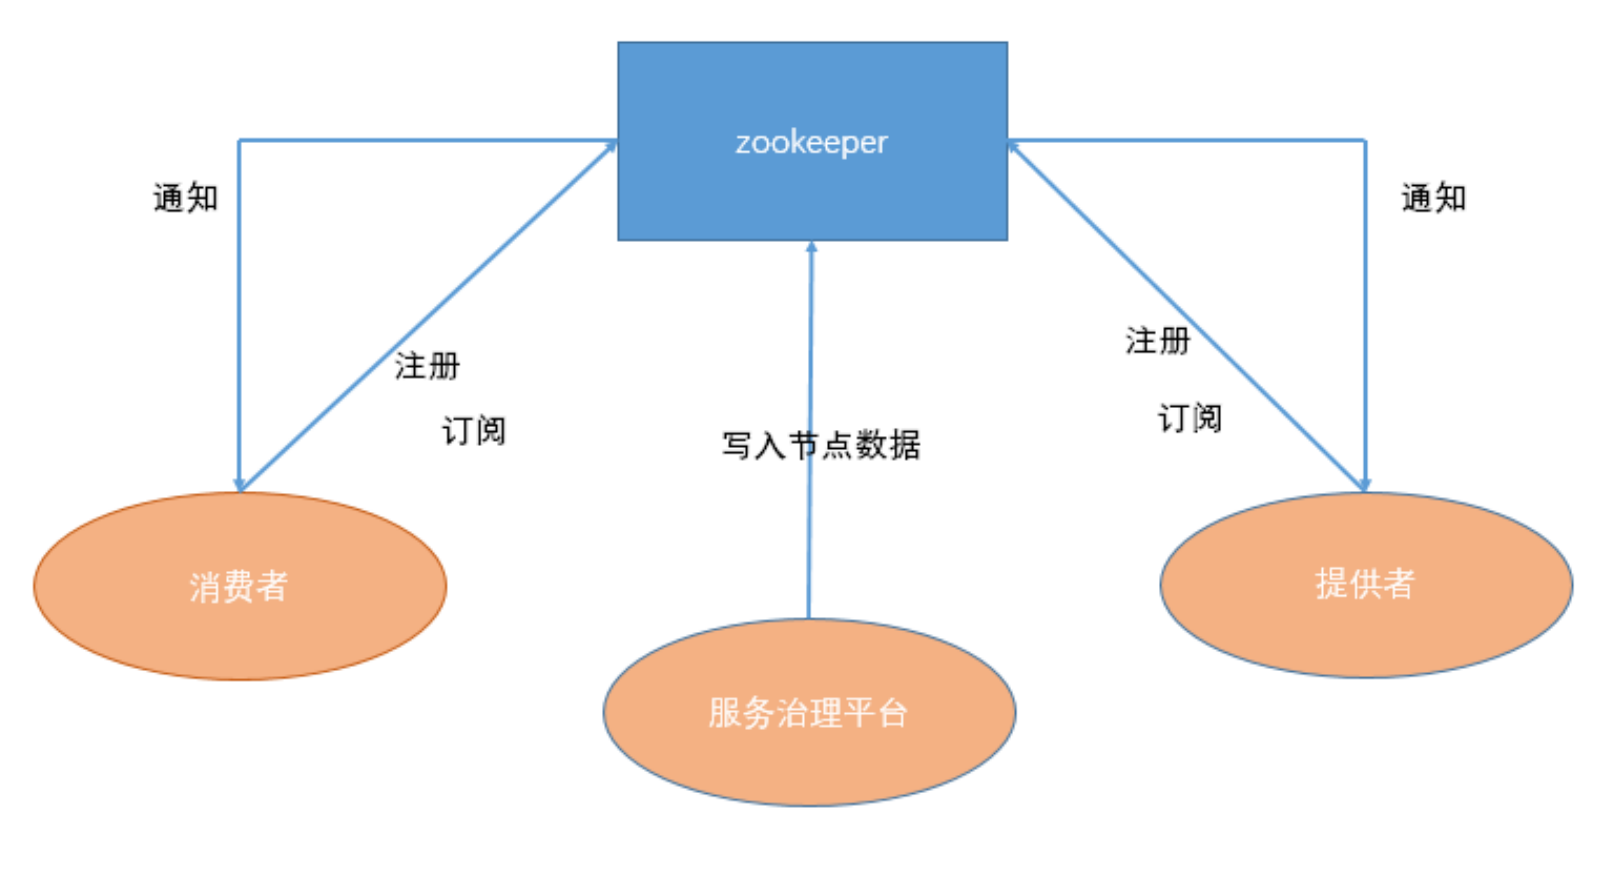 zookeeper
通知
通知
注册
注册
订阅
订阅
写入节点数据
消费者
提供者
服务治理平台